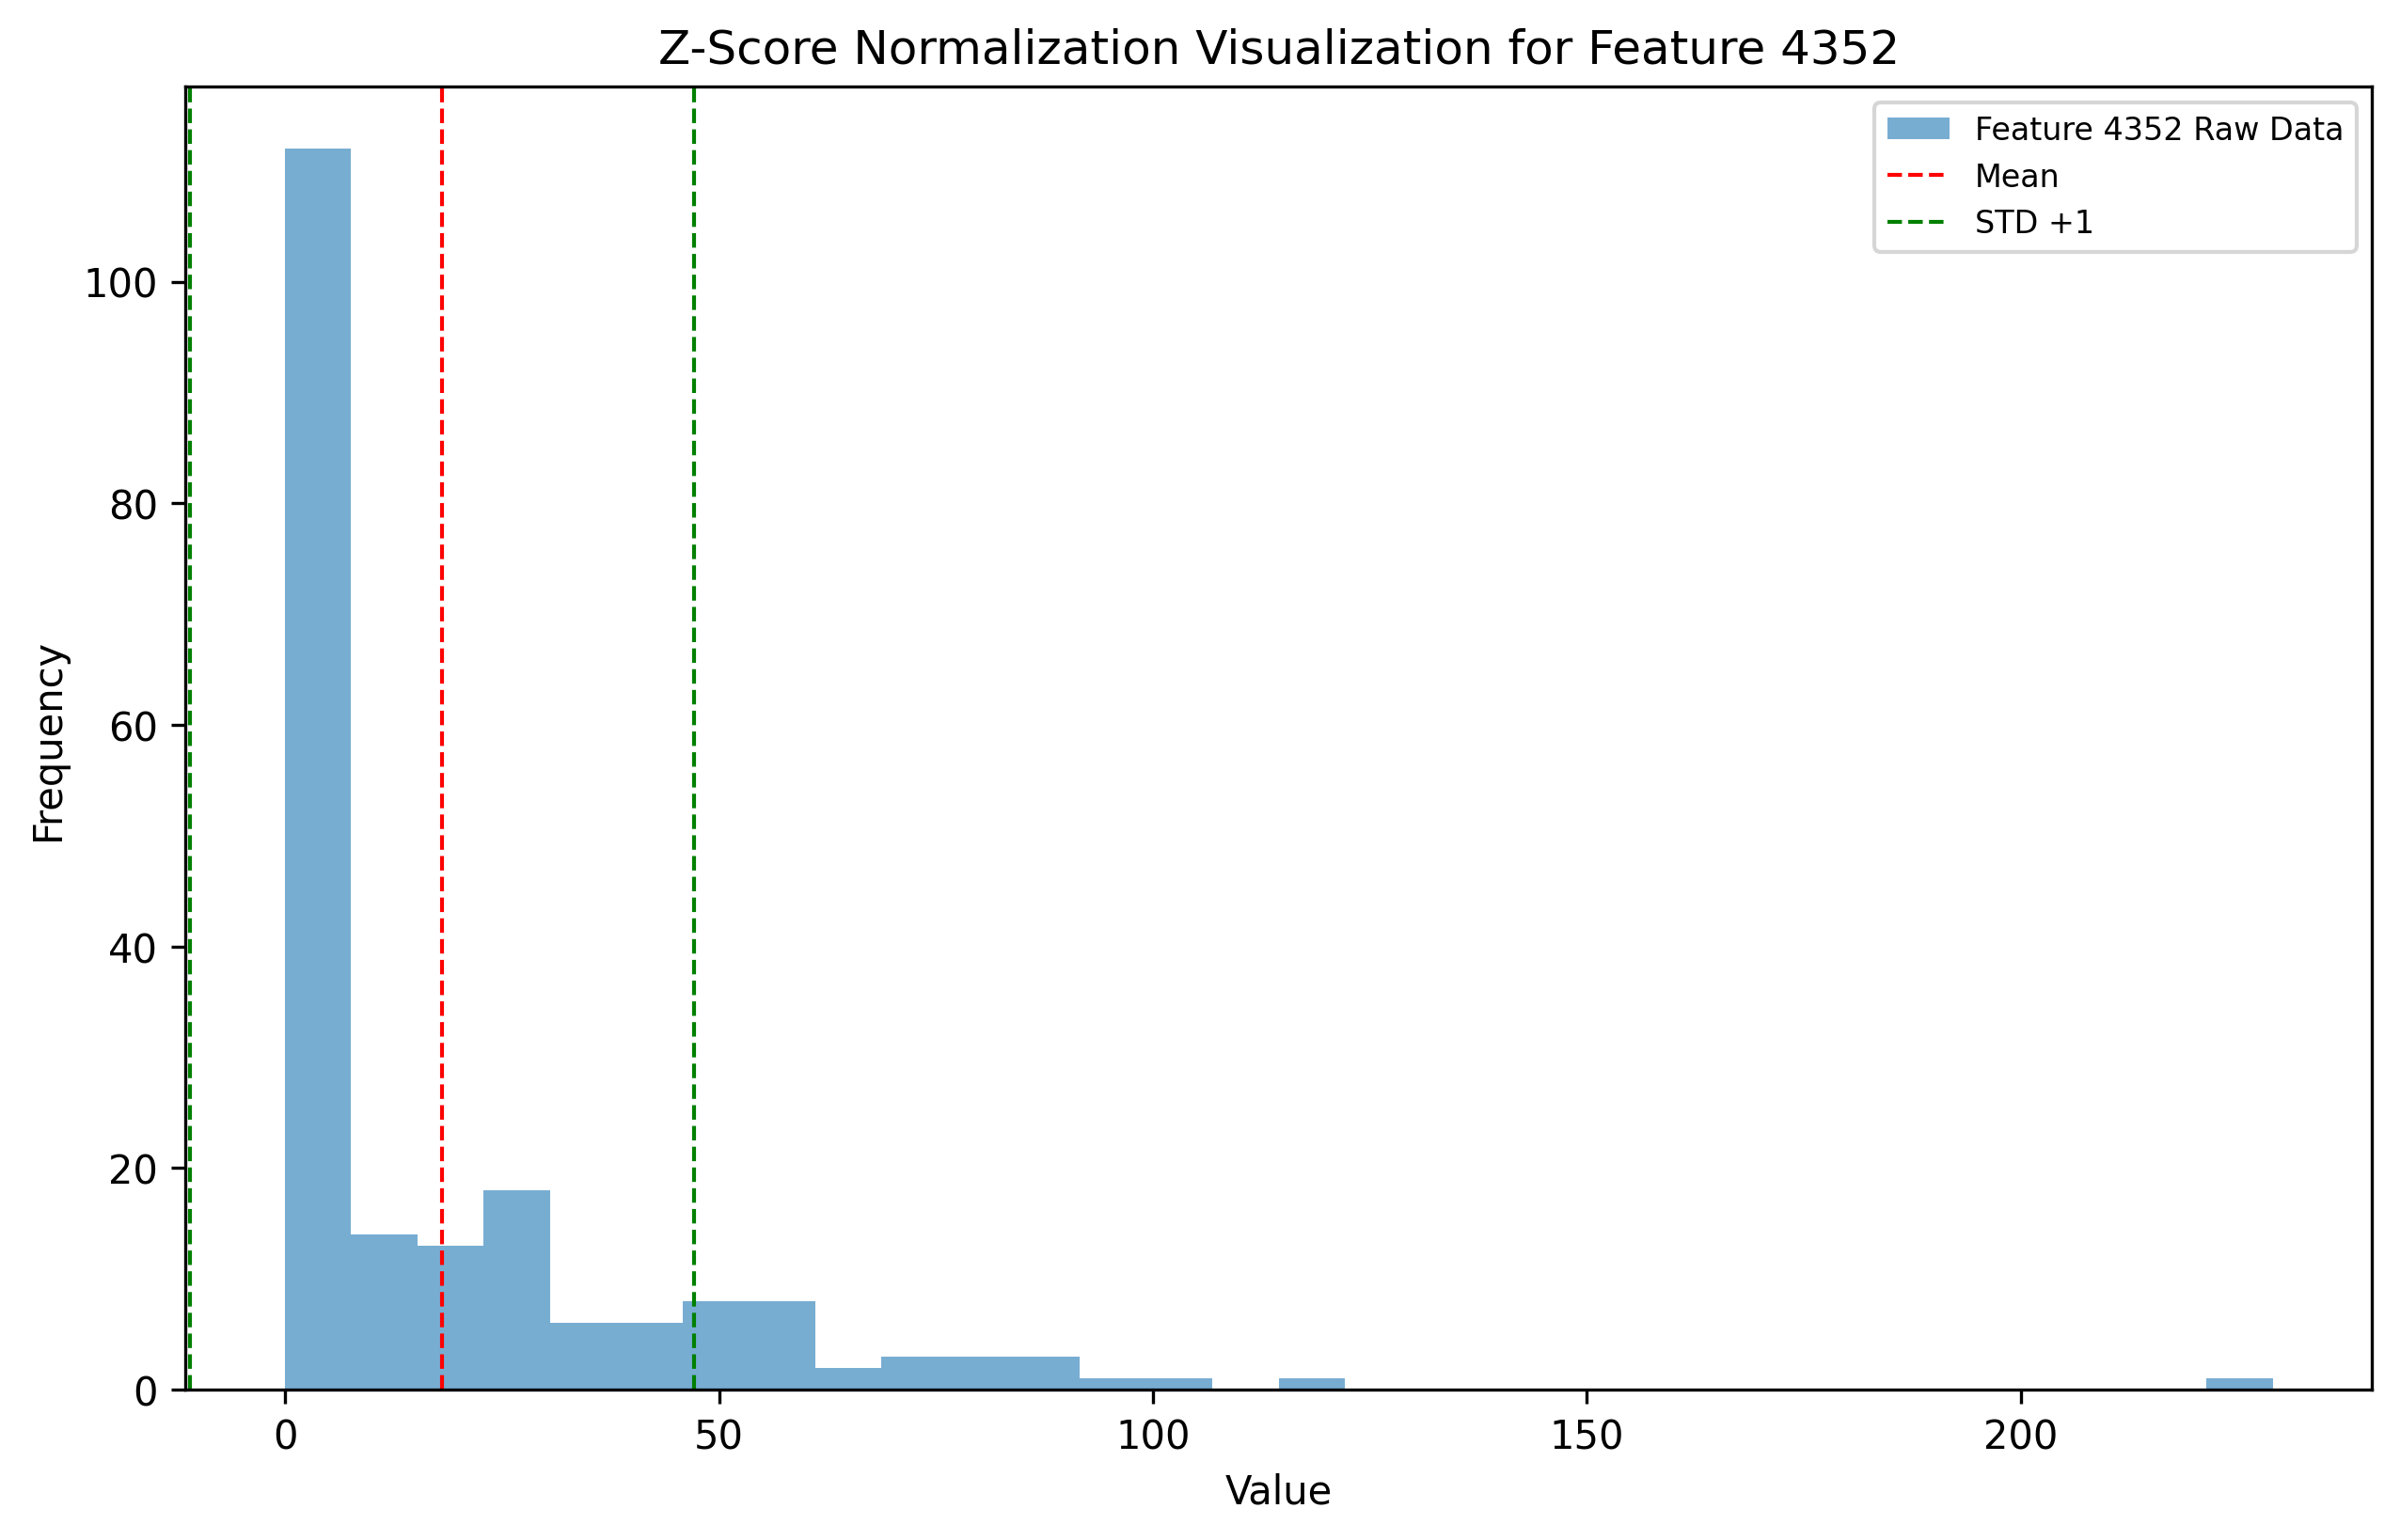 Z-Score Normalization Visualization for Feature 4352
Feature 4352 Raw Data
Mean
STD +1
100
80
60
40
20
0
Frequency
0 50 100 150 200
Value